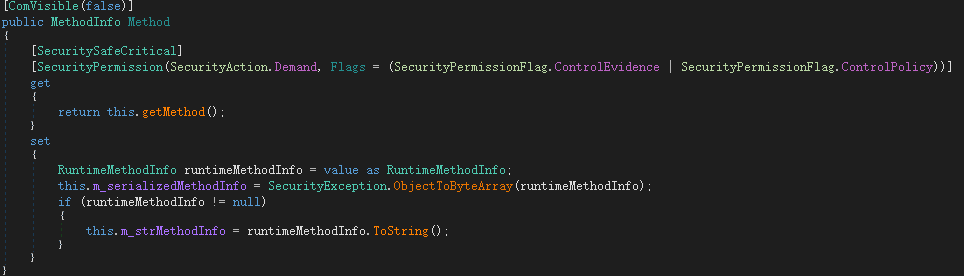 [ComVisible(false)]
public MethodInfo Method
{
    [SecuritySafeCritical]
    [SecurityPermission(SecurityAction.Demand, Flags = (SecurityPermissionFlag.ControlEvidence | SecurityPermissionFlag.ControlPolicy))]
    get
    {
        return this.getMethod();
    }
    set
    {
        RuntimeMethodInfo runtimeMethodInfo = value as RuntimeMethodInfo;
        this.m_serializedMethodInfo = SecurityException.ObjectToByteArray(runtimeMethodInfo);
        if (runtimeMethodInfo != null)
        {
            this.m_strMethodInfo = runtimeMethodInfo.ToString();
        }
    }
}